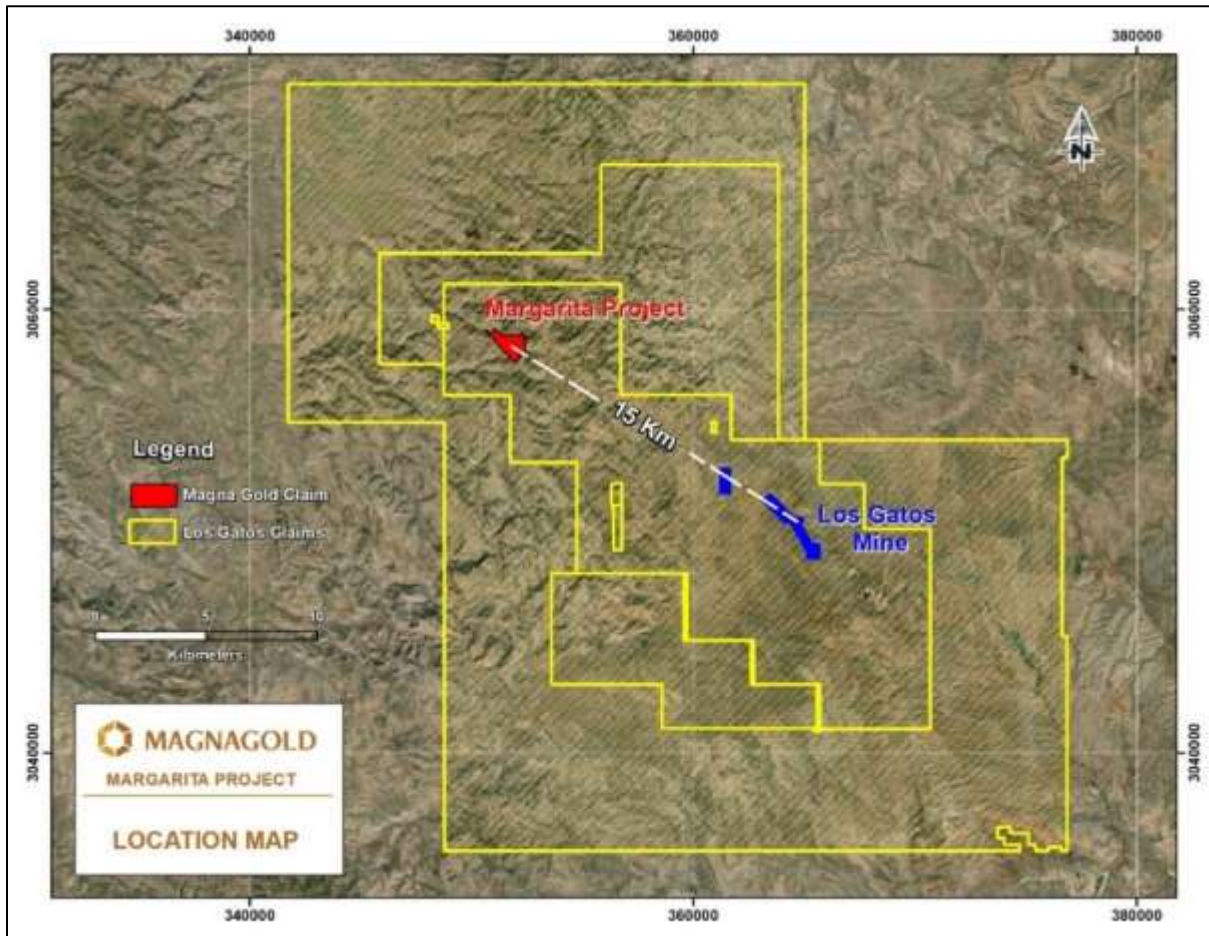 340000
360000
380000
N
3060000
3060000
Margarita Project
15 Km
Legend
Magna Gold Claim
Los Gatos Claims
Los Gatos
Mine
0 5 10
Kilometers
3040000
3040000
MAGNAGOLD
MARGARITA PROJECT
LOCATION MAP
340000
360000
380000